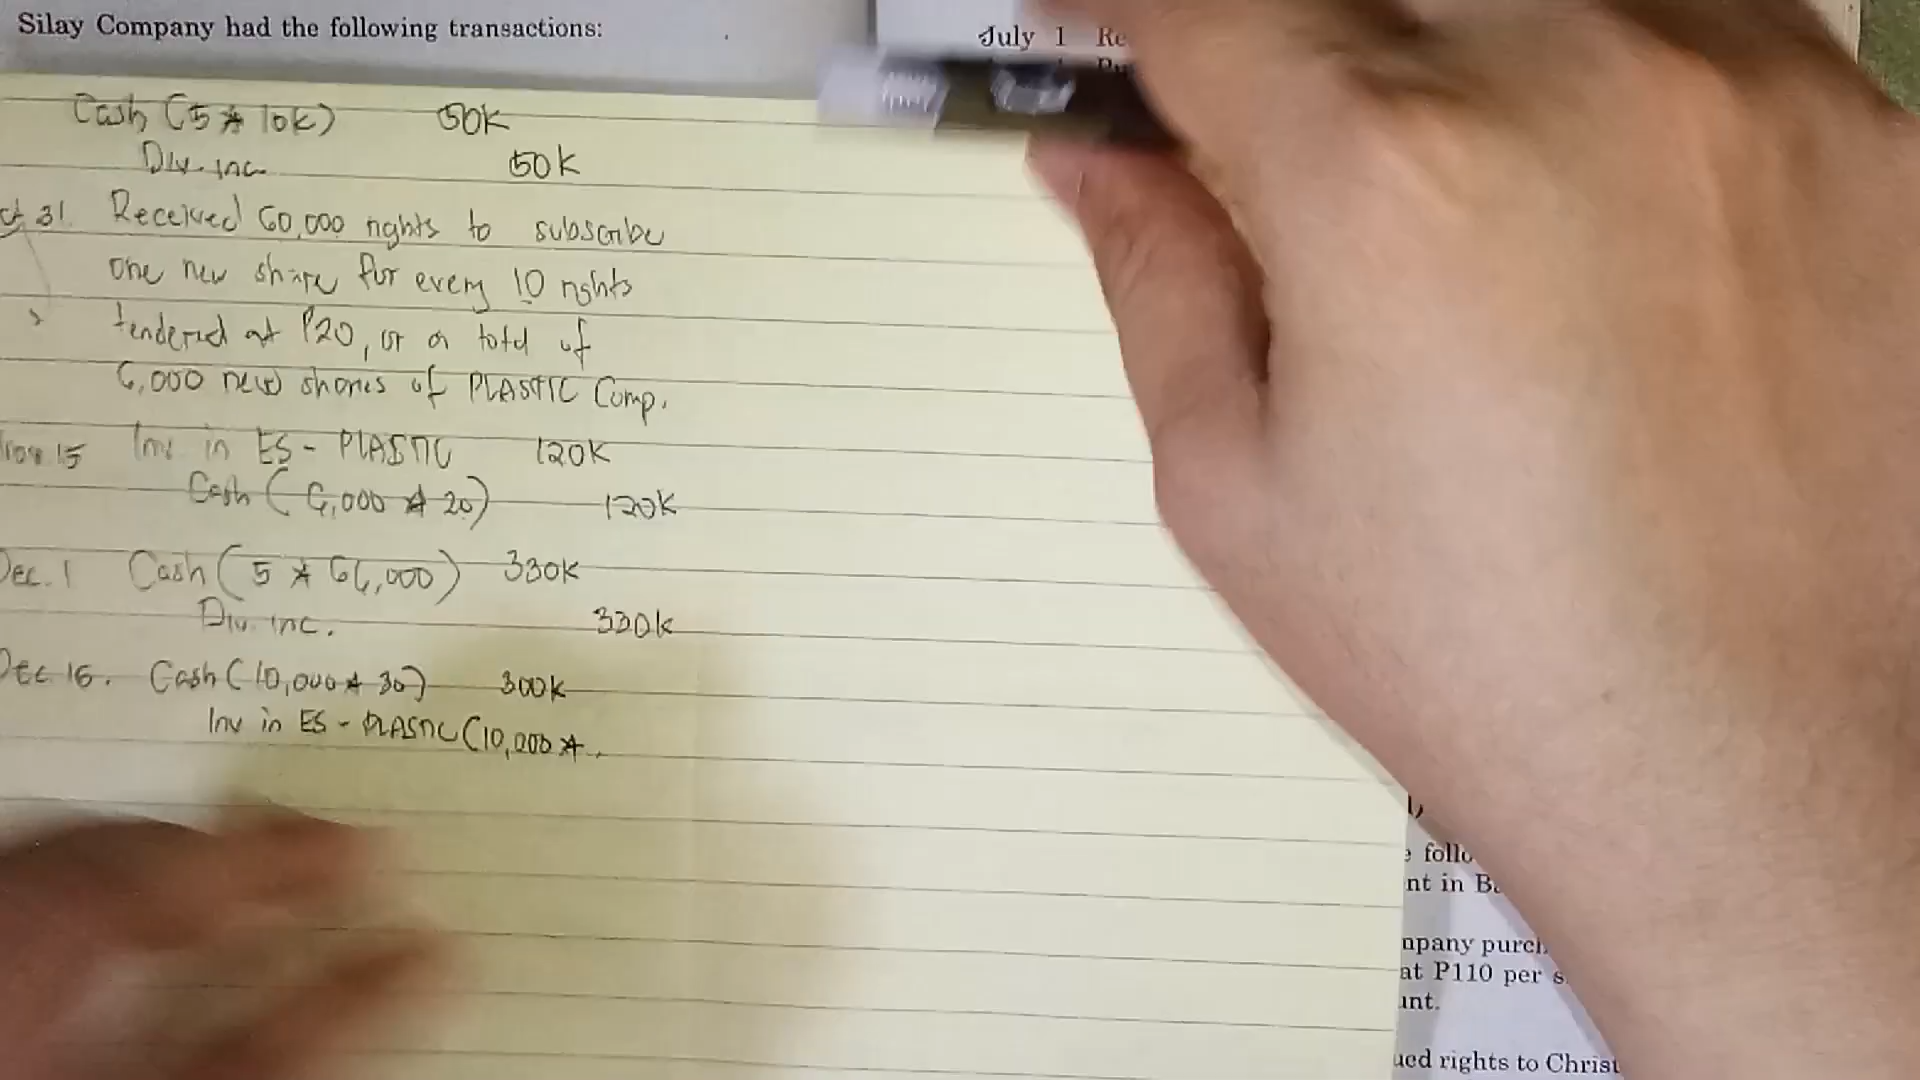 Silay Company had the following transactions:
July 1 Re
Cash (5 * 10k) 50k
Div. inc. 50k
31. Received 60,000 rights to subscribe
one new share for every 10 rights
tendered at P20, or a total of
6,000 new shares of PLASTIC Comp.
Nov. 15 Inv. in ES - PLASTIC 120k
Cash (6,000 * 20) 120k
Dec. 1 Cash (5 * 66,000) 330k
Div. inc. 330k
Dec. 16. Cash (10,000 * 30) 300k
Inv in ES - PLASTIC (10,000 *
follo
nt in B
npany purch
at P110 per s
unt.
ued rights to Christ